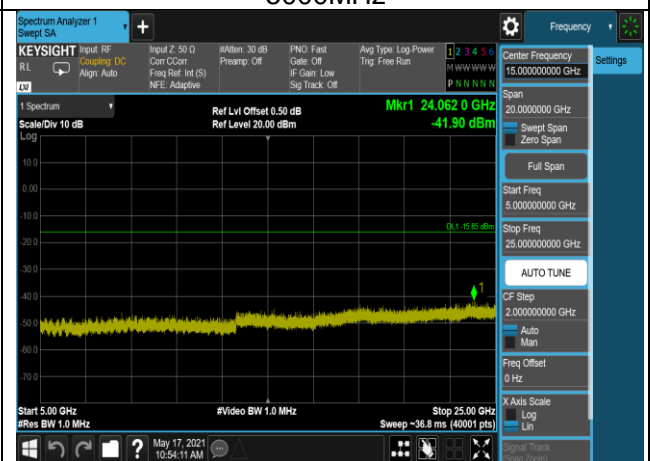 Spectrum Analyzer 1
Swept SA
Frequency
KEYSIGHT
RL
LXI
Input: RF
Coupling: DC
Align: Auto
Input Z: 50 Ω
Corr CCorr
Freq Ref: Int (S)
NFE: Adaptive
#Atten: 30 dB
Preamp: Off
PNO: Fast
Gate: Off
IF Gain: Low
Sig Track: Off
Avg Type: Log-Power
Trig: Free Run
1 2 3 4 5 6
M W W W W W
P N N N N N
1 Spectrum
Scale/Div 10 dB
Log
Ref Lvl Offset 0.50 dB
Ref Level 20.00 dBm
Mkr1 24.062 0 GHz
-41.90 dBm
10.0
0.00
-10.0
DL1 -15.85 dBm
-20.0
-30.0
1
-40.0
-50.0
-60.0
-70.0
Start 5.00 GHz
#Res BW 1.0 MHz
#Video BW 1.0 MHz
Stop 25.00 GHz
Sweep ~36.8 ms (40001 pts)
May 17, 2021
10:54:11 AM
Center Frequency
15.000000000 GHz
Settings
Span
20.0000000 GHz
Swept Span
Zero Span
Full Span
Start Freq
5.000000000 GHz
Stop Freq
25.000000000 GHz
AUTO TUNE
CF Step
2.000000000 GHz
Auto
Man
Freq Offset
0 Hz
X Axis Scale
Log
Lin
Signal Track
(Span Zoom)